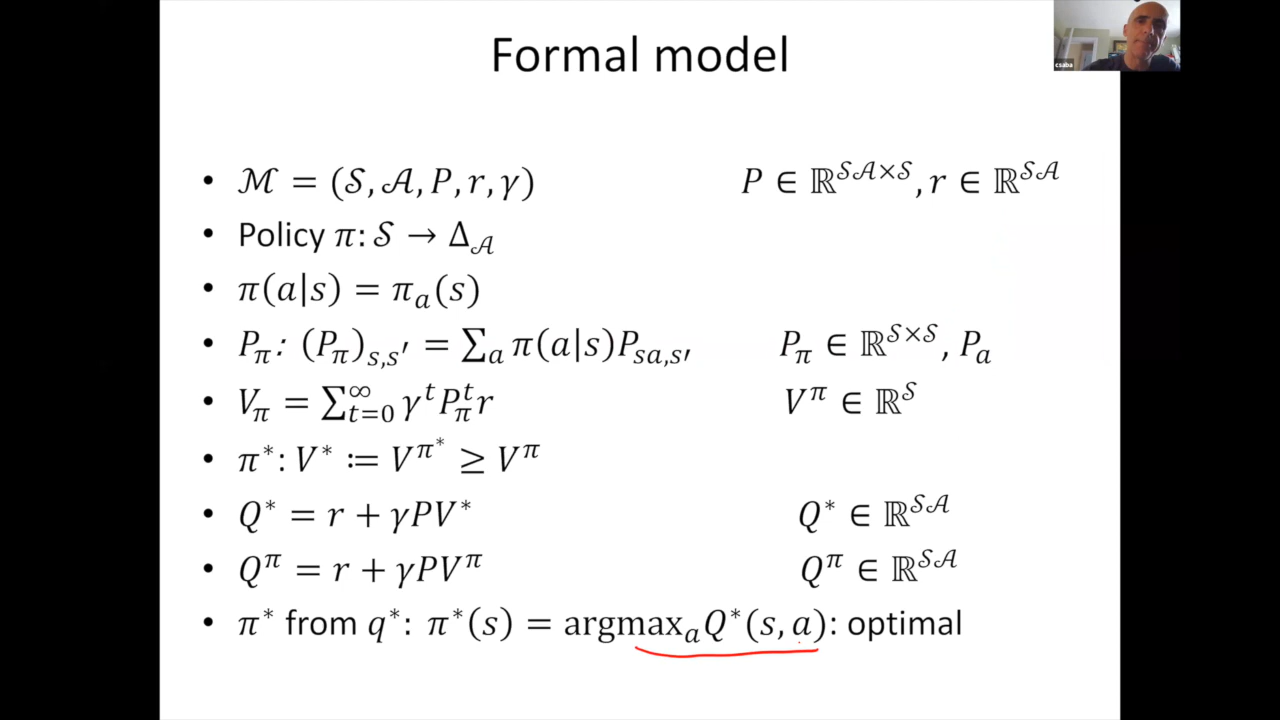 Formal model
csaba
• ℳ = (𝒮, 𝒜, P, r, γ) P ∈ ℝ^{𝒮𝒜×𝒮}, r ∈ ℝ^{𝒮𝒜}
• Policy π: 𝒮 → Δ_𝒜
• π(a|s) = π_a(s)
• P_π: (P_π)_{s,s′} = ∑_a π(a|s)P_{sa,s′} P_π ∈ ℝ^{𝒮×𝒮}, P_a
• V_π = ∑_{t=0}^{∞} γ^t P_π^t r V^π ∈ ℝ^𝒮
• π*: V* ≔ V^{π*} ≥ V^π
• Q* = r + γPV* Q* ∈ ℝ^{𝒮𝒜}
• Q^π = r + γPV^π Q^π ∈ ℝ^{𝒮𝒜}
• π* from q*: π*(s) = argmax_a Q*(s, a): optimal